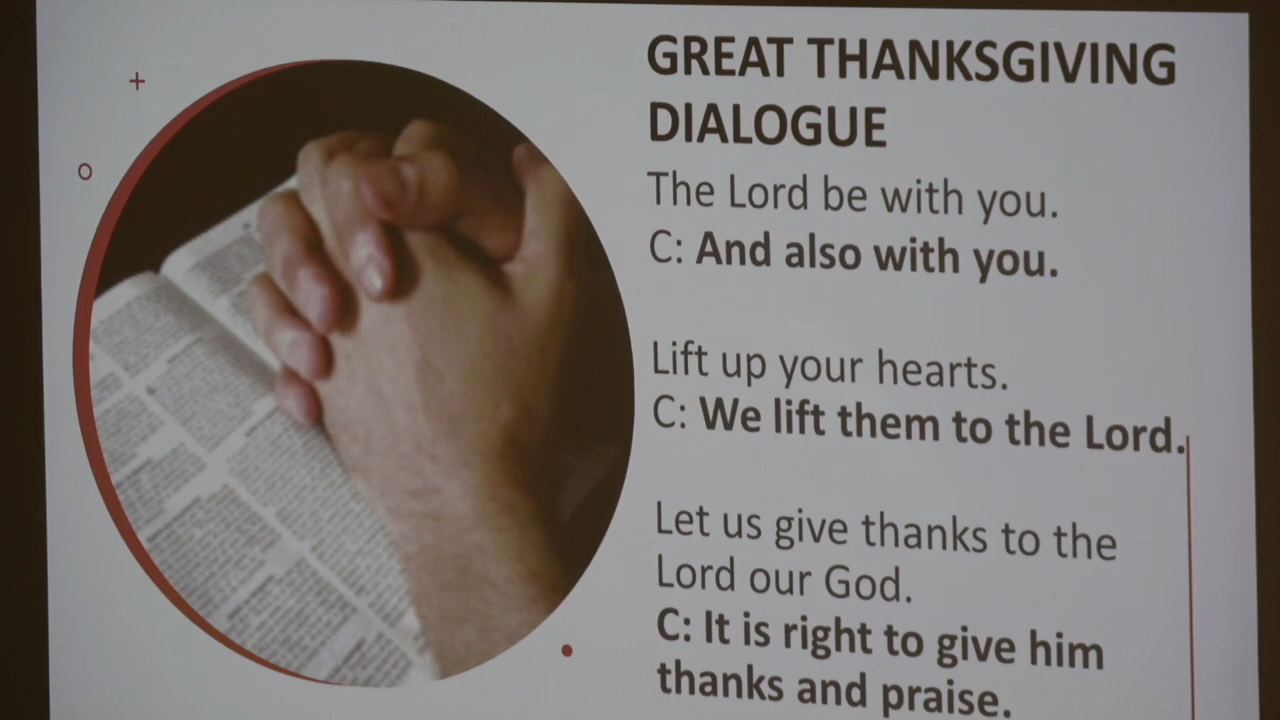 GREAT THANKSGIVING
DIALOGUE
The Lord be with you.
C: And also with you.
Lift up your hearts.
C: We lift them to the Lord.
Let us give thanks to the
Lord our God.
C: It is right to give him
thanks and praise.